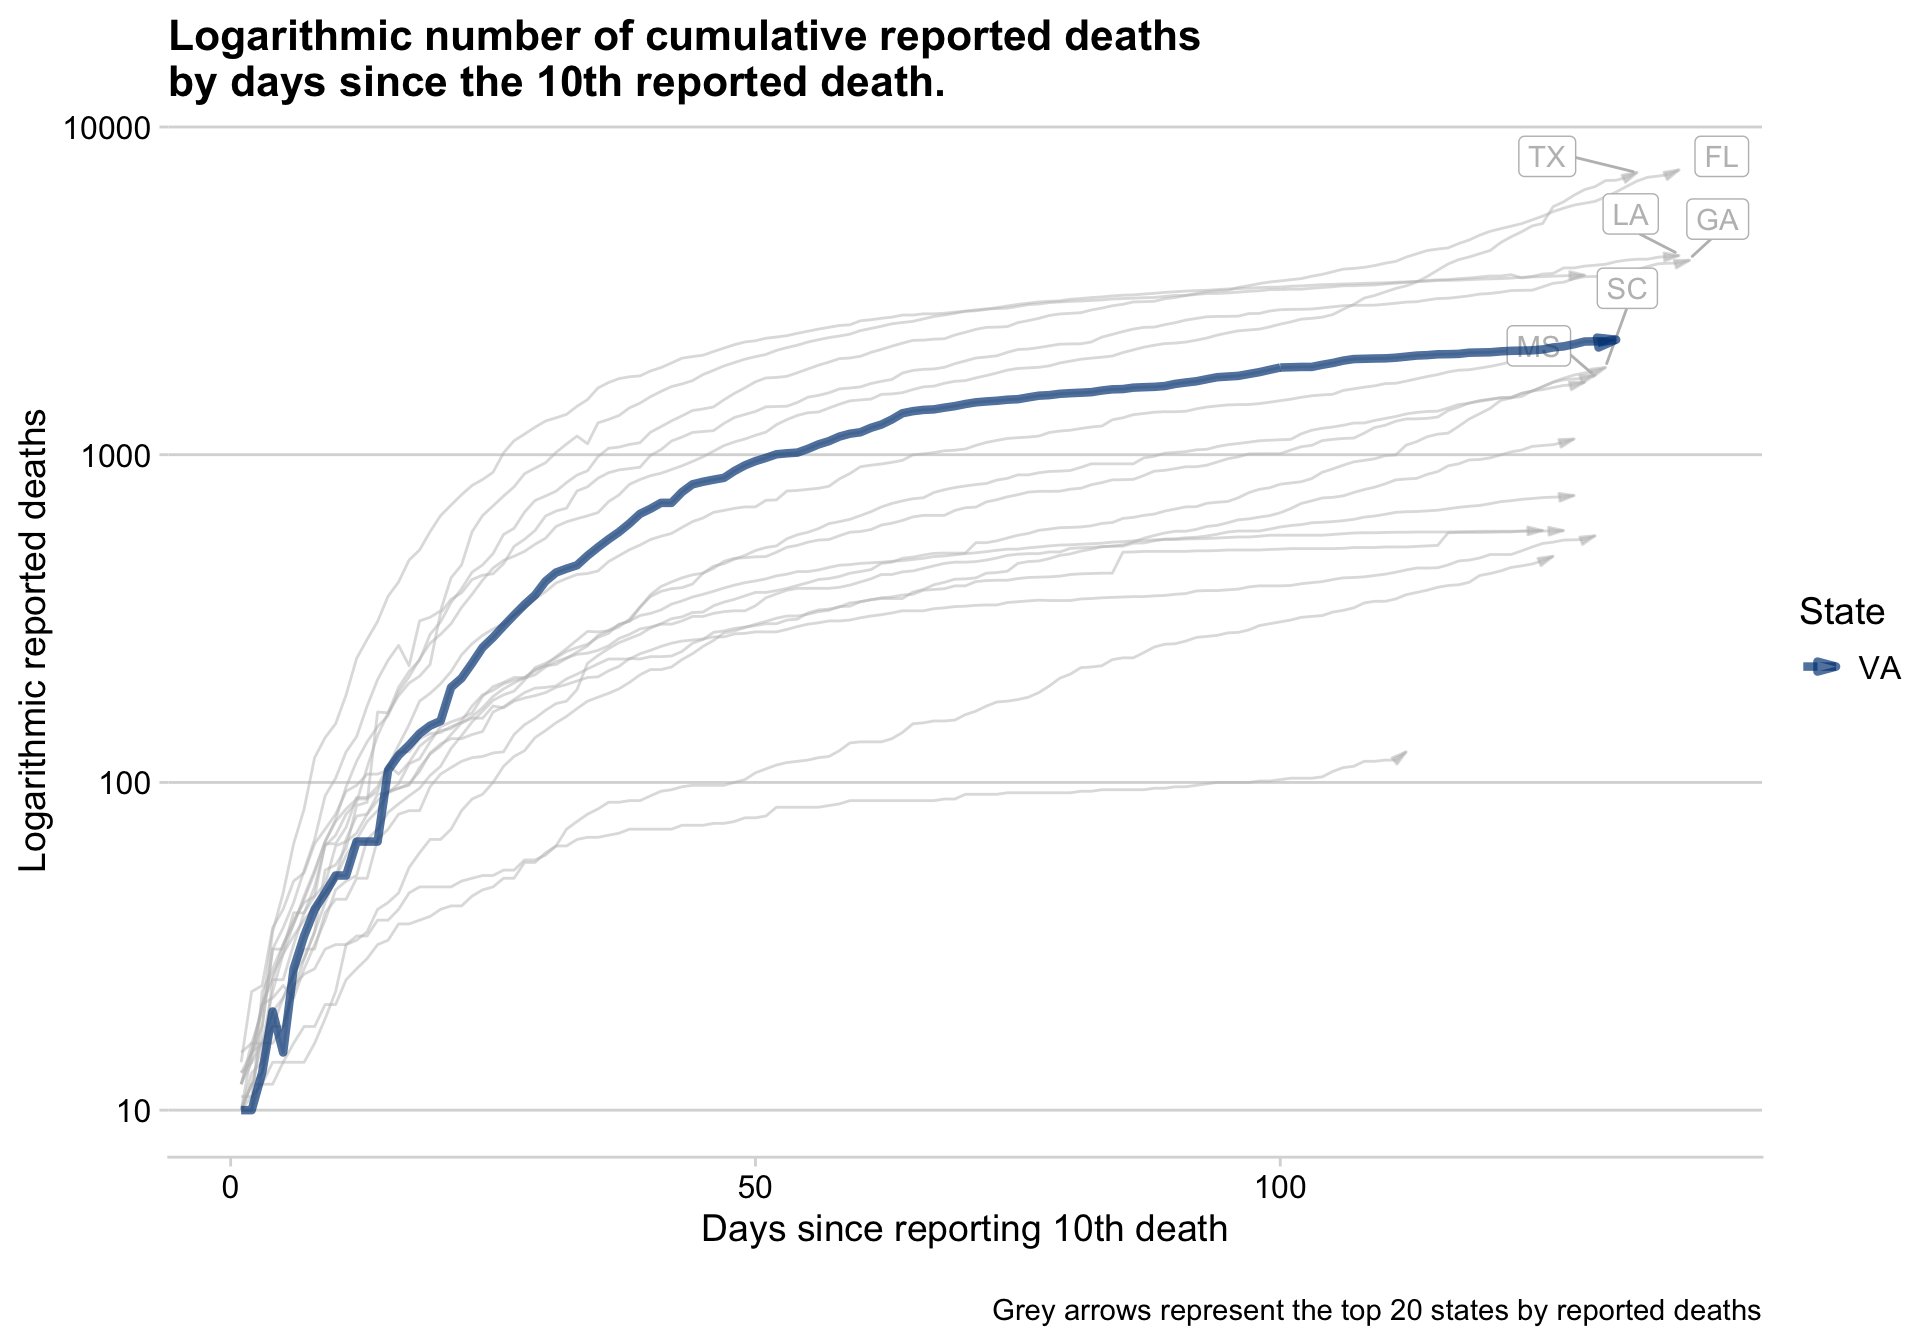 Logarithmic number of cumulative reported deaths
by days since the 10th reported death.
10000
TX
FL
LA
GA
SC
MS
1000
100
10
Logarithmic reported deaths
State
VA
0
50
100
Days since reporting 10th death
Grey arrows represent the top 20 states by reported deaths